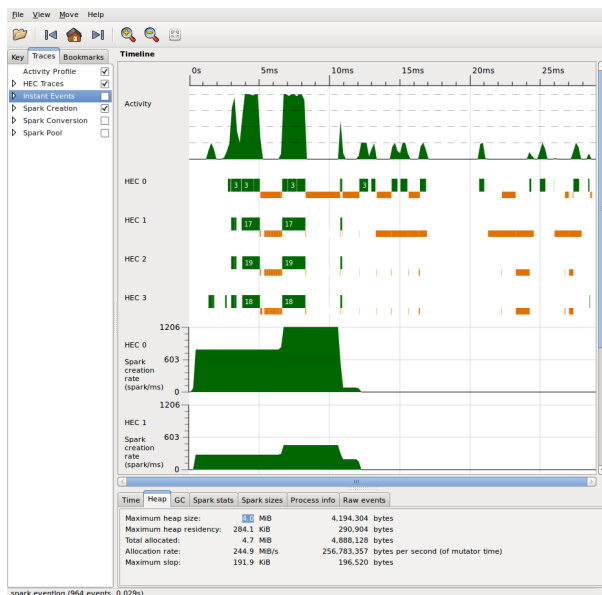 File View Move Help
Key Traces Bookmarks
Timeline
Activity Profile
HEC Traces
Instant Events
Spark Creation
Spark Conversion
Spark Pool
0s 5ms 10ms 15ms 20ms 25ms
Activity
HEC 0
3 3 3 3
HEC 1
17 17
HEC 2
19 19
HEC 3
18 18
1206
HEC 0
603
Spark
creation
rate
(spark/ms)
0
1206
HEC 1
603
Spark
creation
rate
(spark/ms)
0
Time Heap GC Spark stats Spark sizes Process info Raw events
Maximum heap size: 4.0 MiB 4,194,304 bytes
Maximum heap residency: 284.1 KiB 290,904 bytes
Total allocated: 4.7 MiB 4,888,128 bytes
Allocation rate: 244.9 MiB/s 256,783,357 bytes per second (of mutator time)
Maximum slop: 191.9 KiB 196,520 bytes
spark eventlog (964 events, 0.029s)